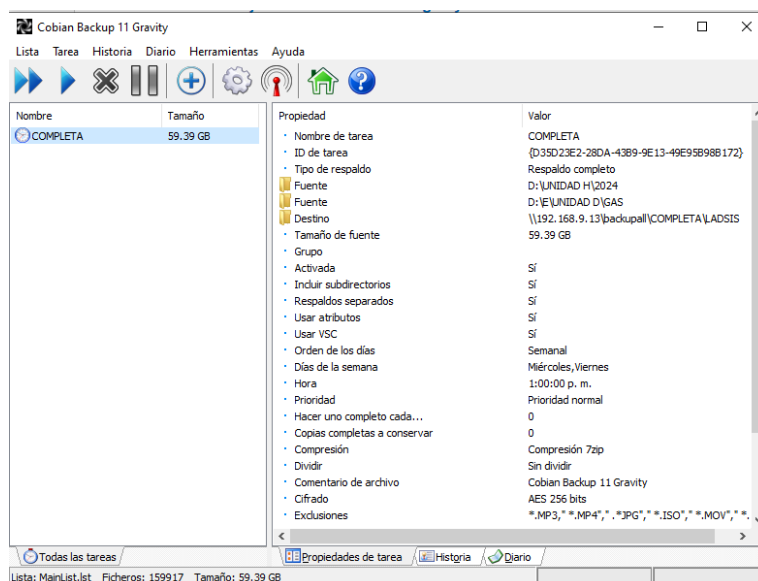 Cobian Backup 11 Gravity
Lista Tarea Historia Diario Herramientas Ayuda
Nombre Tamaño
COMPLETA 59.39 GB
Propiedad Valor
Nombre de tarea COMPLETA
ID de tarea {D35D23E2-28DA-43B9-9E13-49E95B98B172}
Tipo de respaldo Respaldo completo
Fuente D:\UNIDAD H\2024
Fuente D:\E\UNIDAD D\GAS
Destino \\192.168.9.13\backupall\COMPLETA\LADSIS
Tamaño de fuente 59.39 GB
Grupo
Activada Sí
Incluir subdirectorios Sí
Respaldos separados Sí
Usar atributos Sí
Usar VSC Sí
Orden de los días Semanal
Días de la semana Miércoles,Viernes
Hora 1:00:00 p. m.
Prioridad Prioridad normal
Hacer uno completo cada... 0
Copias completas a conservar 0
Compresión Compresión 7zip
Dividir Sin dividir
Comentario de archivo Cobian Backup 11 Gravity
Cifrado AES 256 bits
Exclusiones *.MP3," *.MP4"," . *JPG"," *.ISO"," *.MOV"," *.
Todas las tareas
Propiedades de tarea Historia Diario
Lista: MainList.lst Ficheros: 159917 Tamaño: 59.39 GB